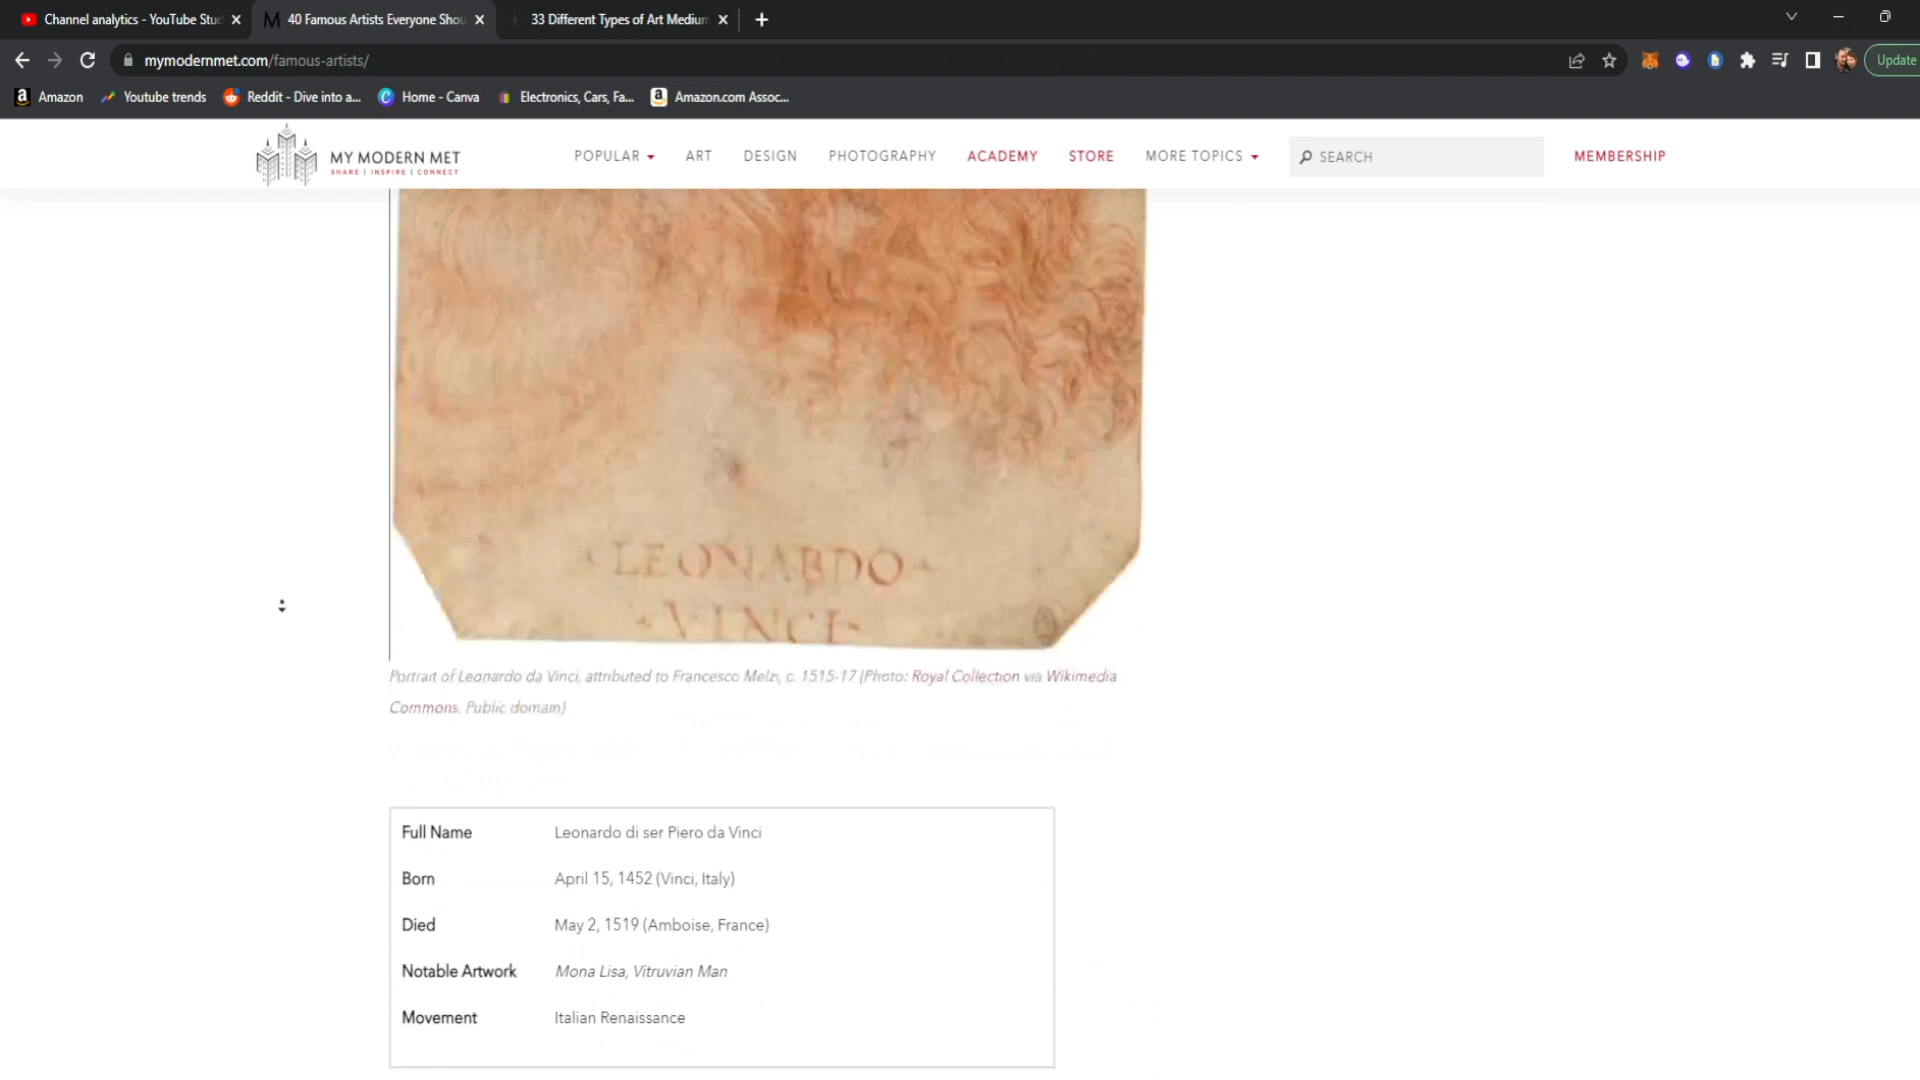 Channel analytics - YouTube Stu
40 Famous Artists Everyone Shou
33 Different Types of Art Medium
mymodernmet.com/famous-artists/
Update
Amazon
Youtube trends
Reddit - Dive into a...
Home - Canva
Electronics, Cars, Fa...
Amazon.com Assoc...
MY MODERN MET
SHARE | INSPIRE | CONNECT
POPULAR
ART
DESIGN
PHOTOGRAPHY
ACADEMY
STORE
MORE TOPICS
SEARCH
MEMBERSHIP
LEONARDO
VINCI
Portrait of Leonardo da Vinci, attributed to Francesco Melzi, c. 1515-17 (Photo: Royal Collection via Wikimedia
Commons, Public domain)
Full Name Leonardo di ser Piero da Vinci
Born April 15, 1452 (Vinci, Italy)
Died May 2, 1519 (Amboise, France)
Notable Artwork Mona Lisa, Vitruvian Man
Movement Italian Renaissance